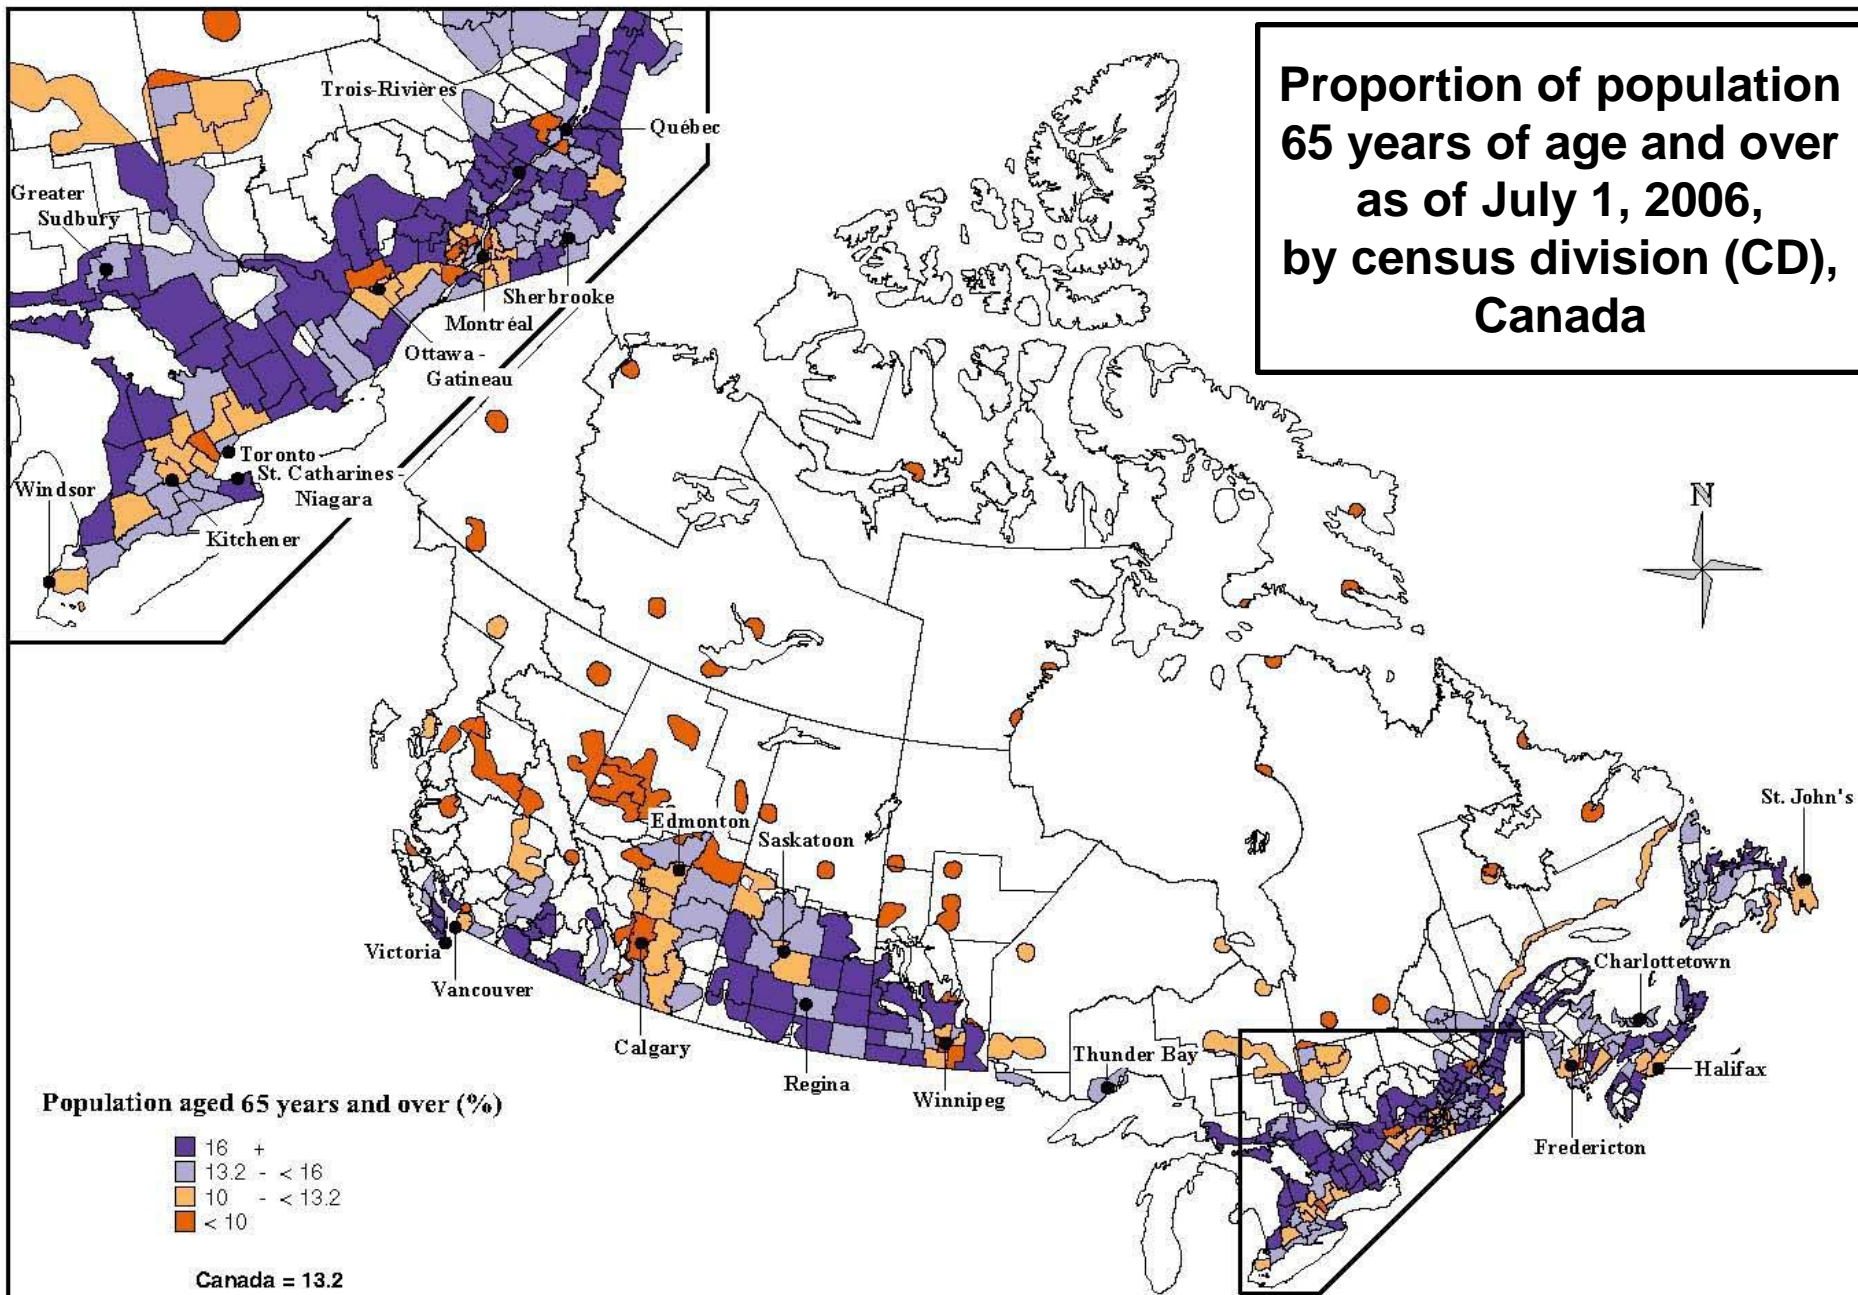 Proportion of population
65 years of age and over
as of July 1, 2006,
by census division (CD),
Canada
Trois-Rivières
Québec
Greater
Sudbury
Sherbrooke
Montréal
Ottawa -
Gatineau
Toronto
St. Catharines -
Niagara
Windsor
Kitchener
N
St. John's
Edmonton
Saskatoon
Victoria
Vancouver
Charlottetown
Calgary
Regina
Winnipeg
Thunder Bay
Halifax
Fredericton
Population aged 65 years and over (%)
16 +
13.2 - < 16
10 - < 13.2
< 10
Canada = 13.2